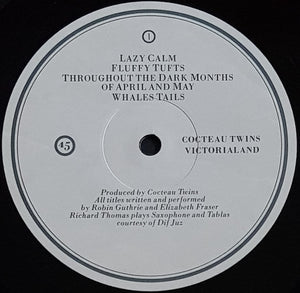 1
LAZY CALM
FLUFFY TUFTS
THROUGHOUT THE DARK MONTHS
OF APRIL AND MAY
WHALES TAILS
45
COCTEAU TWINS
VICTORIALAND
Produced by Cocteau Twins
All titles written and performed
by Robin Guthrie and Elizabeth Fraser
Richard Thomas plays Saxophone and Tablas
courtesy of Dif Juz